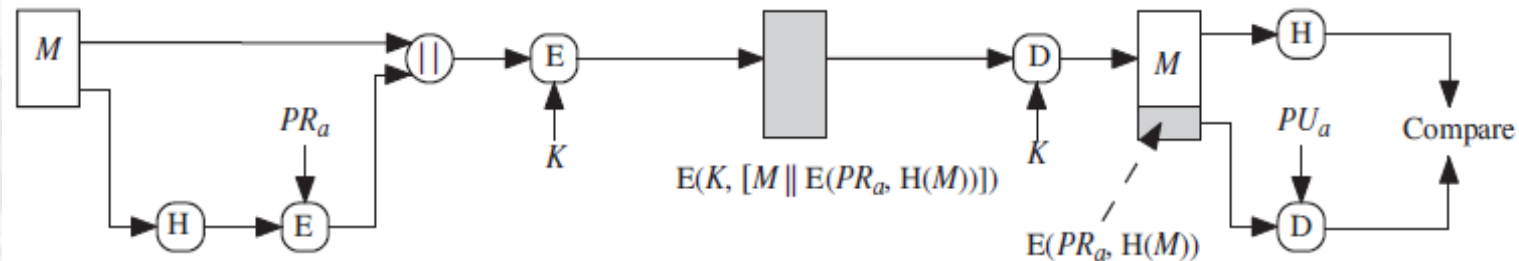 M
||
E
D
M
H
PRₐ
K
K
PUₐ
Compare
E(K, [M || E(PRₐ, H(M))])
H
E
D
E(PRₐ, H(M))